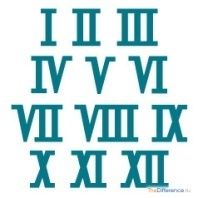 I II III
IV V VI
VII VIII IX
X XI XII
TheDifference.ru